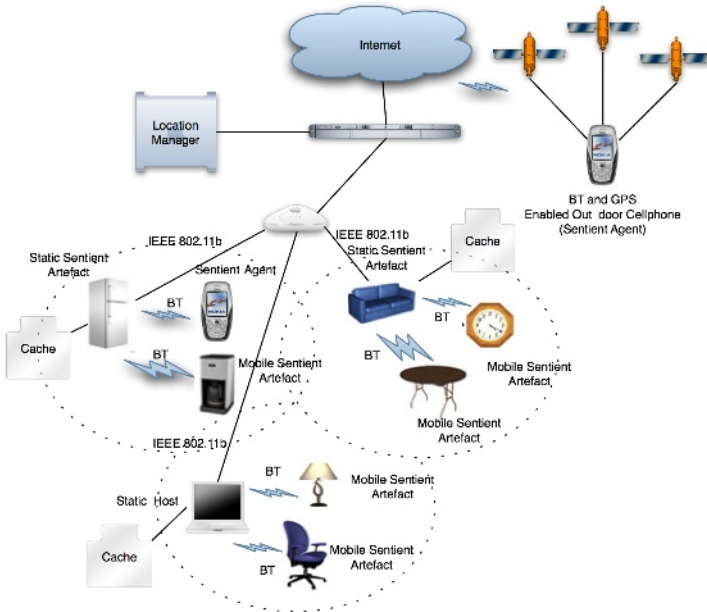 Internet
Location
Manager
BT and GPS
Enabled Out door Cellphone
(Sentient Agent)
IEEE 802.11b
IEEE 802.11b
Static Sentient
Artefact
Cache
Static Sentient
Artefact
Sentient Agent
BT
BT
Cache
BT
BT
Mobile Sentient
Artefact
Mobile Sentient
Artefact
Mobile Sentient
Artefact
IEEE 802.11b
BT
Mobile Sentient
Artefact
Static Host
Cache
BT
Mobile Sentient
Artefact